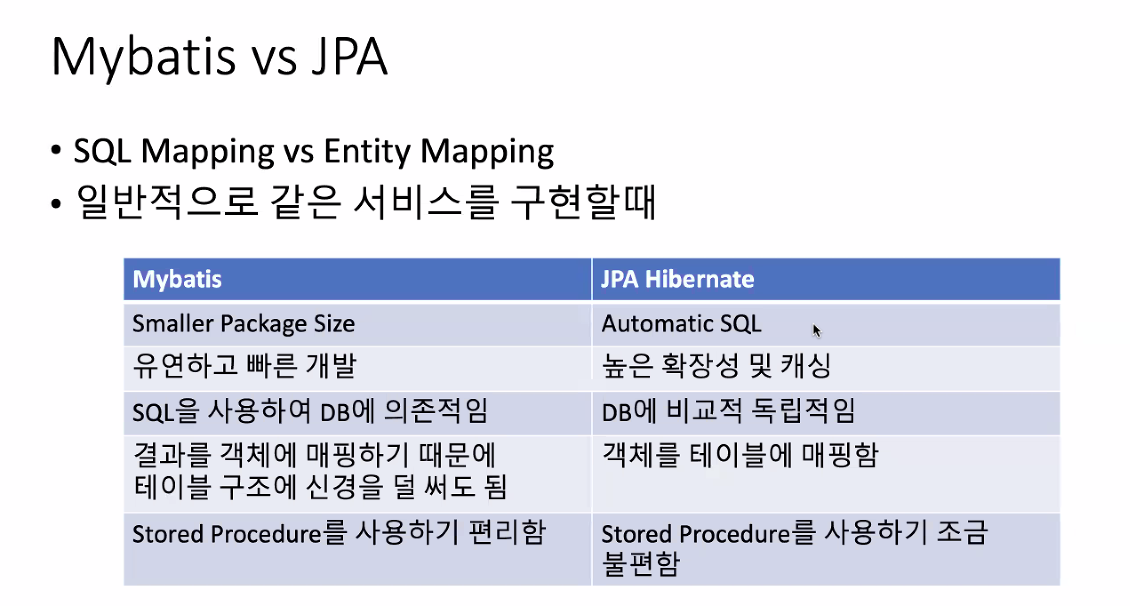 Mybatis vs JPA
• SQL Mapping vs Entity Mapping
• 일반적으로 같은 서비스를 구현할때
Mybatis
JPA Hibernate
Smaller Package Size
Automatic SQL
유연하고 빠른 개발
높은 확장성 및 캐싱
SQL을 사용하여 DB에 의존적임
DB에 비교적 독립적임
결과를 객체에 매핑하기 때문에
테이블 구조에 신경을 덜 써도 됨
객체를 테이블에 매핑함
Stored Procedure를 사용하기 편리함
Stored Procedure를 사용하기 조금
불편함